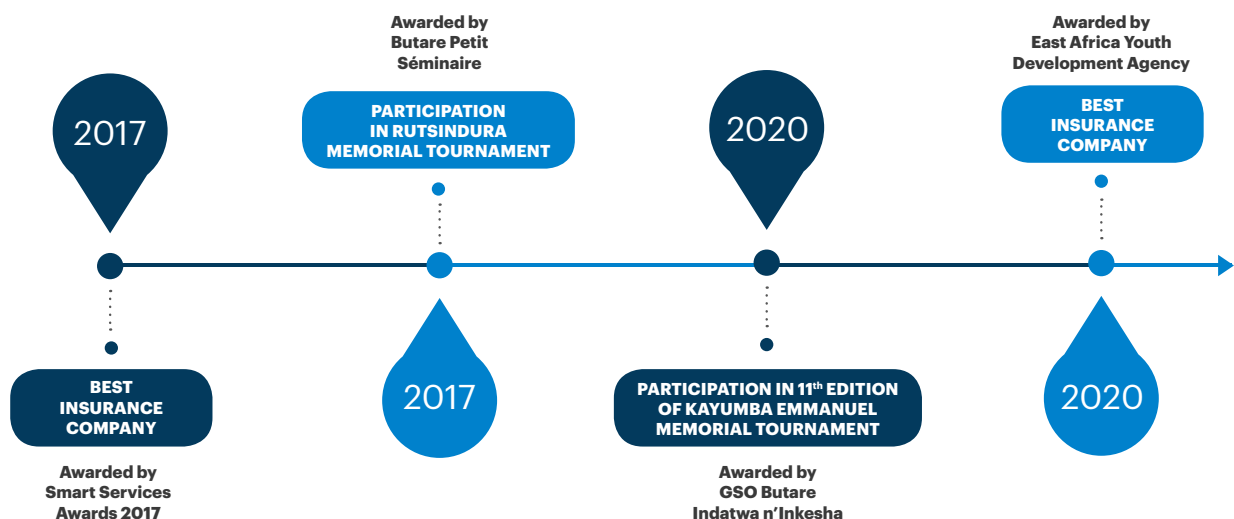 2017
BEST
INSURANCE
COMPANY
Awarded by
Smart Services
Awards 2017
Awarded by
Butare Petit
Séminaire
PARTICIPATION
IN RUTSINDURA
MEMORIAL TOURNAMENT
2017
2020
PARTICIPATION IN 11th EDITION
OF KAYUMBA EMMANUEL
MEMORIAL TOURNAMENT
Awarded by
GSO Butare
Indatwa n'Inkesha
Awarded by
East Africa Youth
Development Agency
BEST
INSURANCE
COMPANY
2020